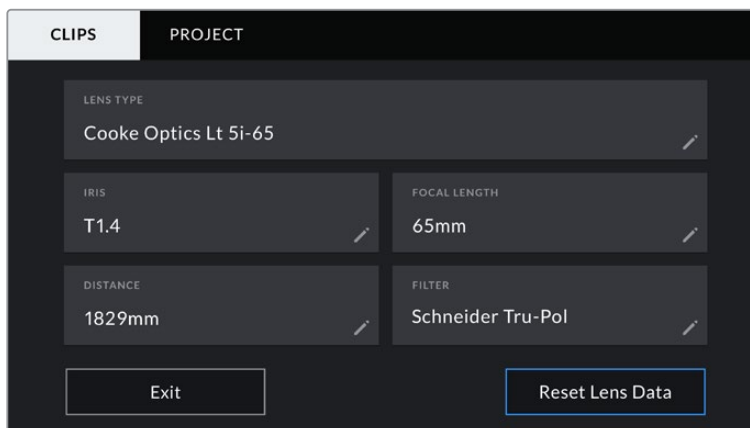 CLIPS PROJECT
LENS TYPE
Cooke Optics Lt 5i-65
IRIS
T1.4
FOCAL LENGTH
65mm
DISTANCE
1829mm
FILTER
Schneider Tru-Pol
Exit
Reset Lens Data